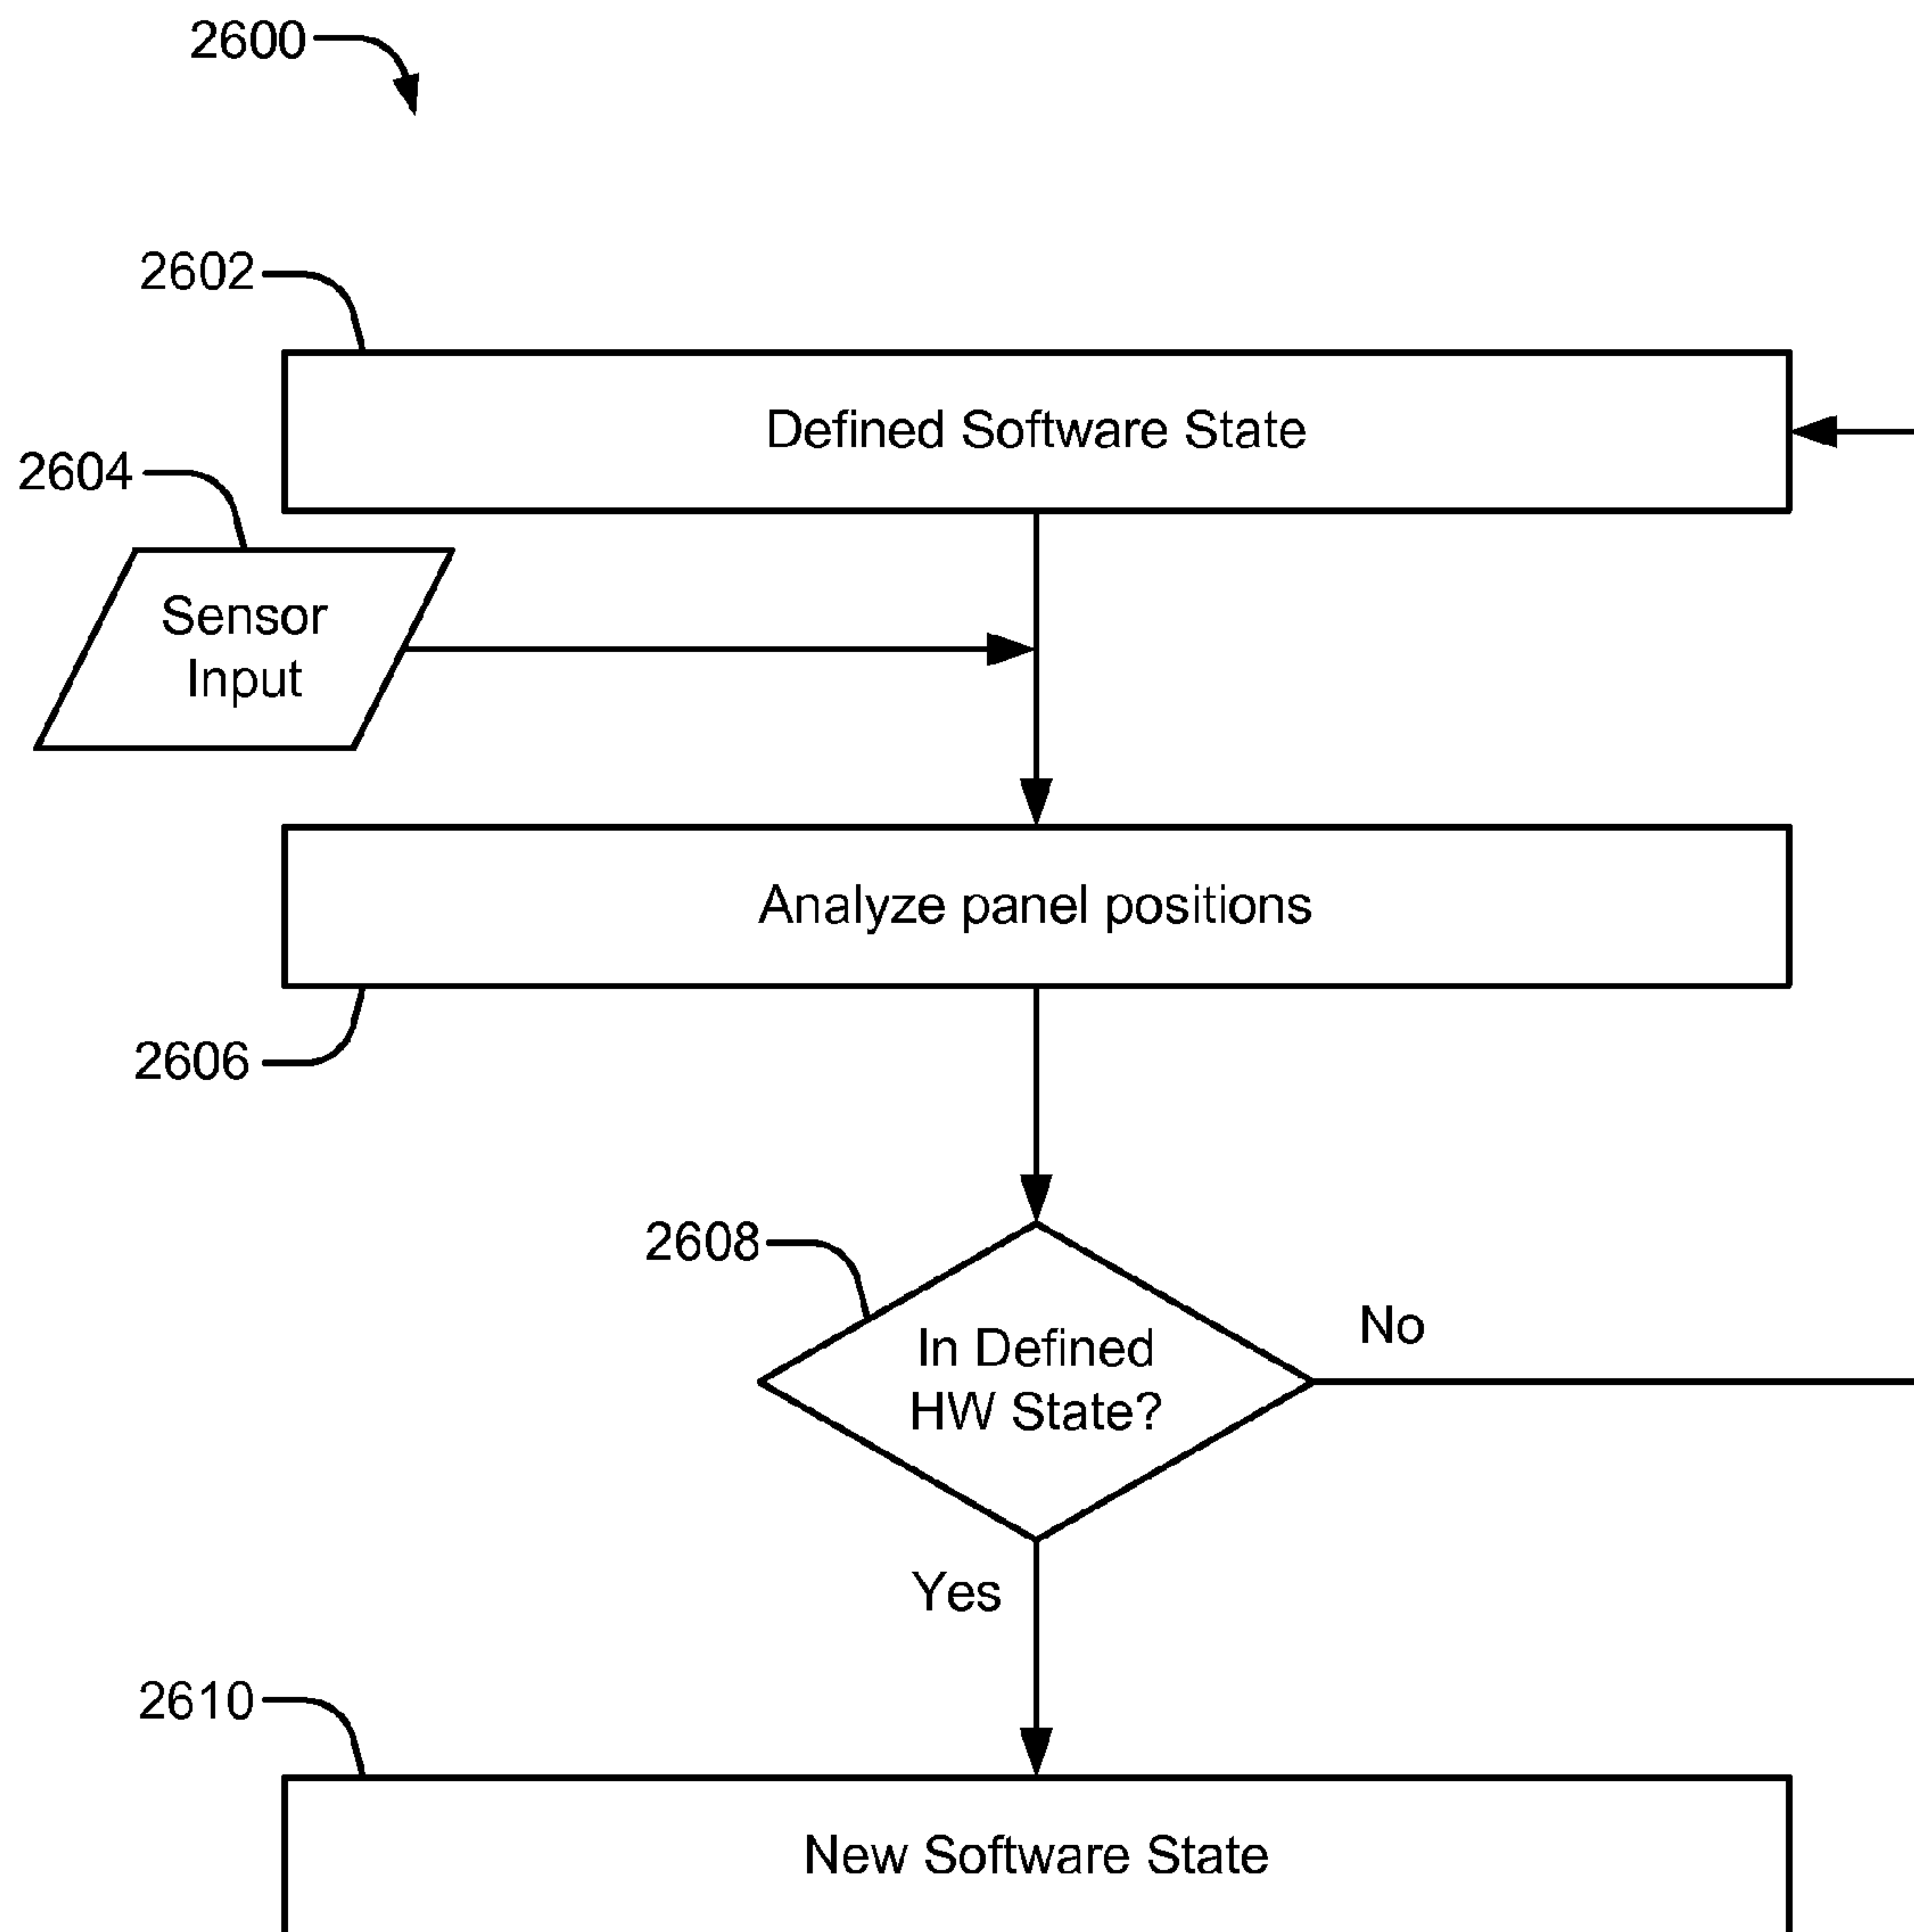 2600
2602
Defined Software State
2604
Sensor
Input
Analyze panel positions
2606
2608
In Defined
HW State?
No
Yes
2610
New Software State